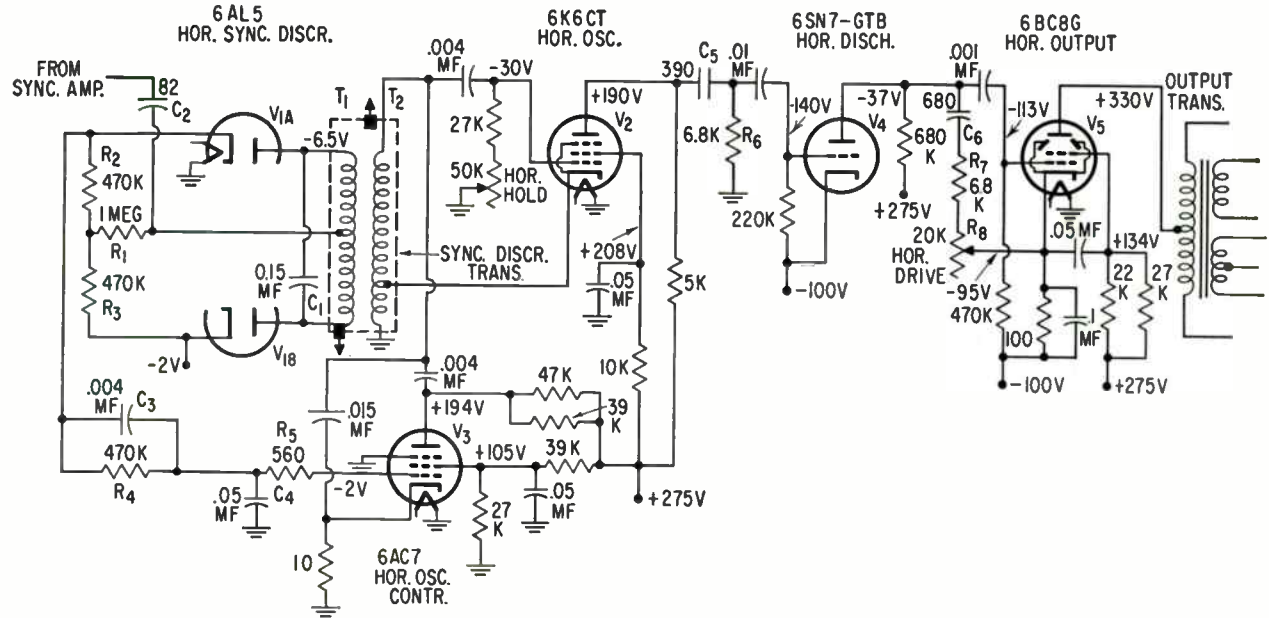 6AL5
HOR. SYNC. DISCR.
6K6CT
HOR. OSC.
6SN7-GTB
HOR. DISCH.
6BC8G
HOR. OUTPUT
FROM
SYNC. AMP.
82
C2
V1A
-6.5V
T1
T2
.004
MF
-30V
27K
50K
HOR.
HOLD
+190V
V2
+208V
.05
MF
10K
390
C5
.01
MF
6.8K
R6
5K
-140V
V4
220K
-100V
-37V
680
K
+275V
.001
MF
680
C6
R7
6.8
K
R8
20K
HOR.
DRIVE
-113V
+330V
V5
OUTPUT
TRANS.
.05 MF
+134V
22
K
27
K
-95V
470K
100
.1
MF
-100V
+275V
R2
470K
1 MEG
R1
470K
R3
0.15
MF
C1
SYNC. DISCR.
TRANS.
V1B
-2V
.004
MF
C3
470K
R4
.05
MF
C4
R5
560
-2V
.015
MF
.004
MF
+194V
V3
47K
39
K
+105V
39K
27
K
.05
MF
+275V
10
6AC7
HOR. OSC.
CONTR.